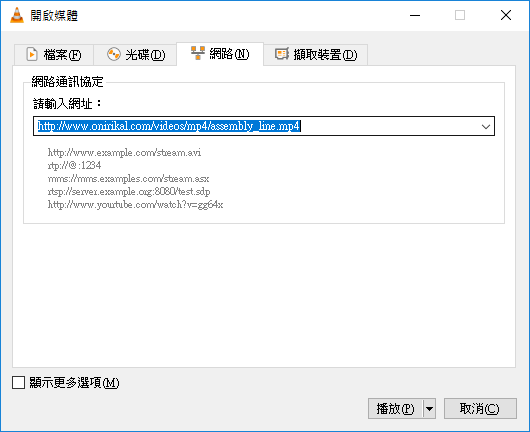 開啟媒體
檔案(F) 光碟(D) 網路(N) 擷取裝置(D)
網路通訊協定
請輸入網址：
http://www.onirikal.com/videos/mp4/assembly_line.mp4
http://www.example.com/stream.avi
rtp://@:1234
mms://mms.examples.com/stream.asx
rtsp://server.example.org:8080/test.sdp
http://www.yourtube.com/watch?v=gg64x
顯示更多選項(M)
播放(P) 取消(C)